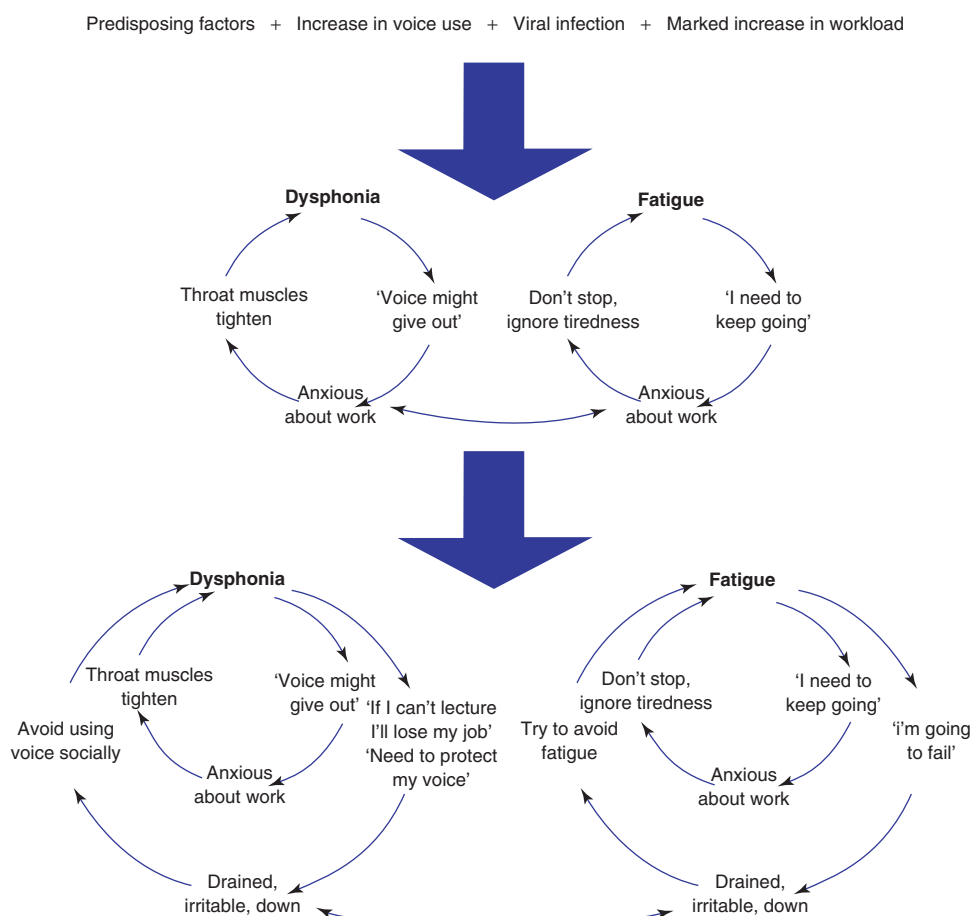 Predisposing factors + Increase in voice use + Viral infection + Marked increase in workload
Dysphonia
‘Voice might
give out’
Anxious
about work
Throat muscles
tighten
Fatigue
‘I need to
keep going’
Anxious
about work
Don’t stop,
ignore tiredness
Dysphonia
Throat muscles
tighten
‘Voice might
give out’
Anxious
about work
‘If I can’t lecture
I’ll lose my job’
‘Need to protect
my voice’
Avoid using
voice socially
Drained,
irritable, down
Fatigue
Don’t stop,
ignore tiredness
‘I need to
keep going’
Anxious
about work
Try to avoid
fatigue
‘i’m going
to fail’
Drained,
irritable, down